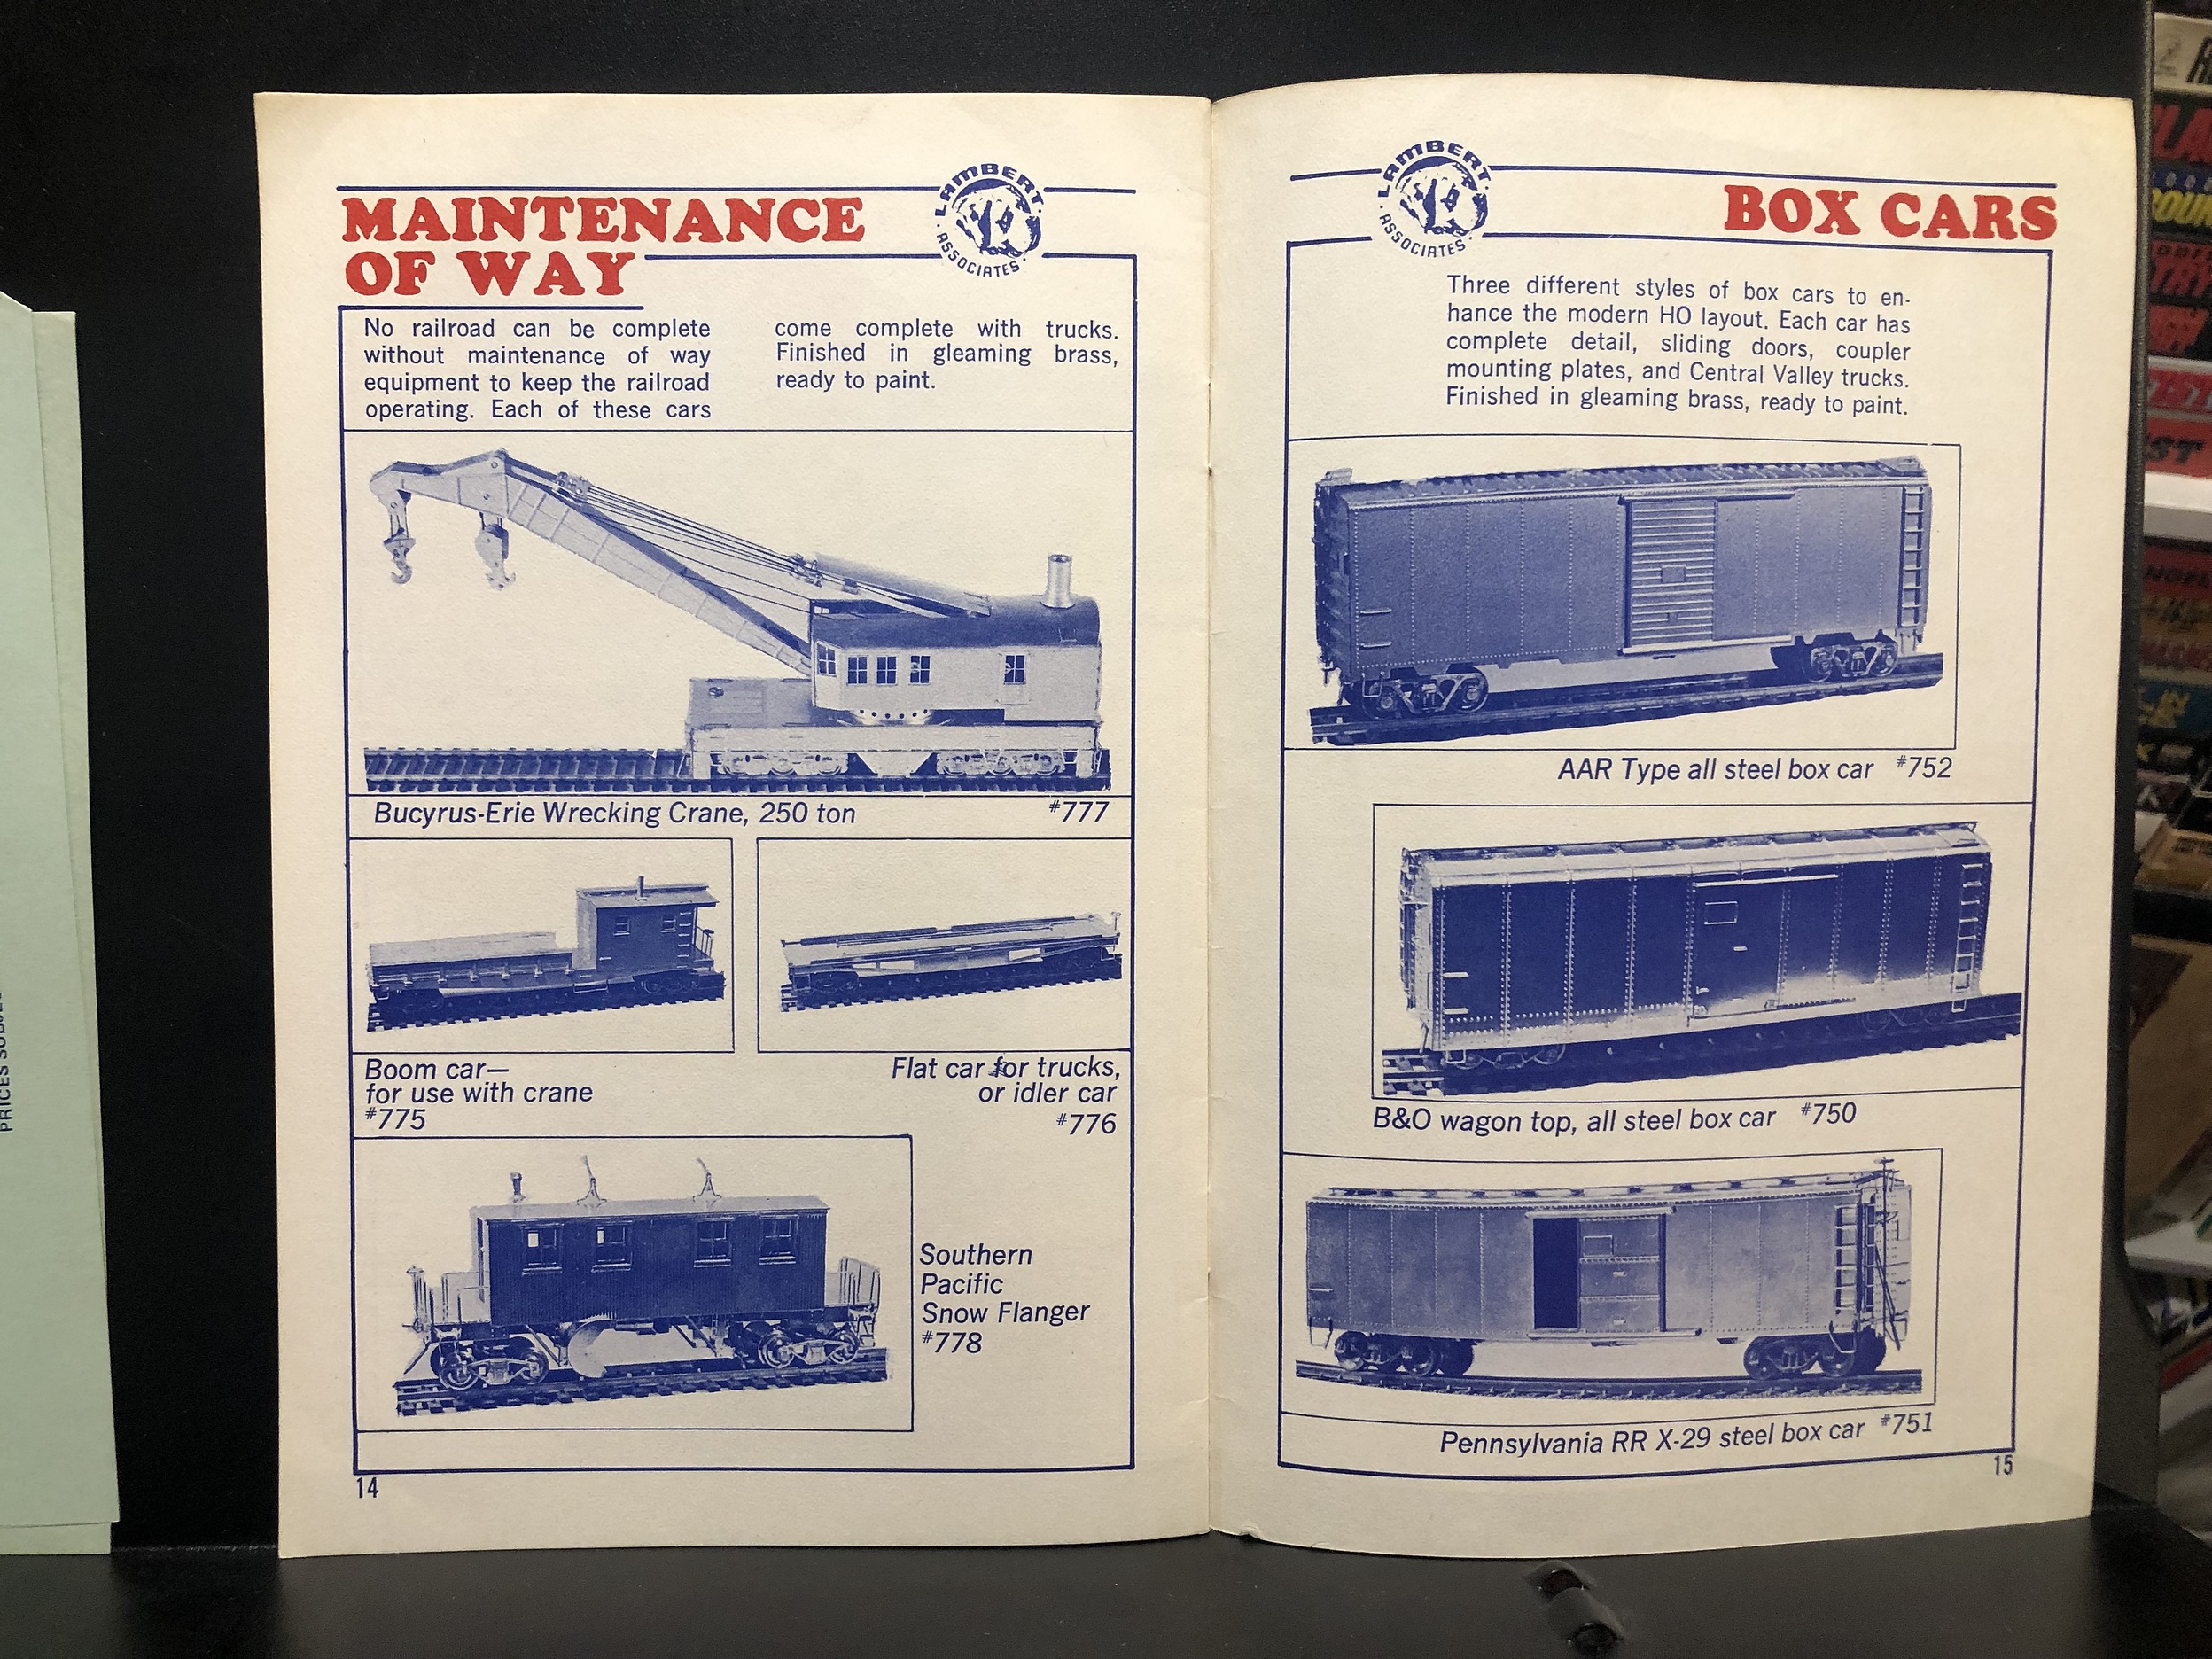 PRICES
MAINTENANCE
OF WAY
LAMBERT
· ASSOCIATES ·
No railroad can be complete
without maintenance of way
equipment to keep the railroad
operating. Each of these cars
come complete with trucks.
Finished in gleaming brass,
ready to paint.
Bucyrus-Erie Wrecking Crane, 250 ton #777
Boom car—
for use with crane
#775
Flat car for trucks,
or idler car
#776
Southern
Pacific
Snow Flanger
#778
14
LAMBERT
· ASSOCIATES ·
BOX CARS
Three different styles of box cars to en-
hance the modern HO layout. Each car has
complete detail, sliding doors, coupler
mounting plates, and Central Valley trucks.
Finished in gleaming brass, ready to paint.
AAR Type all steel box car #752
B&O wagon top, all steel box car #750
Pennsylvania RR X-29 steel box car #751
15